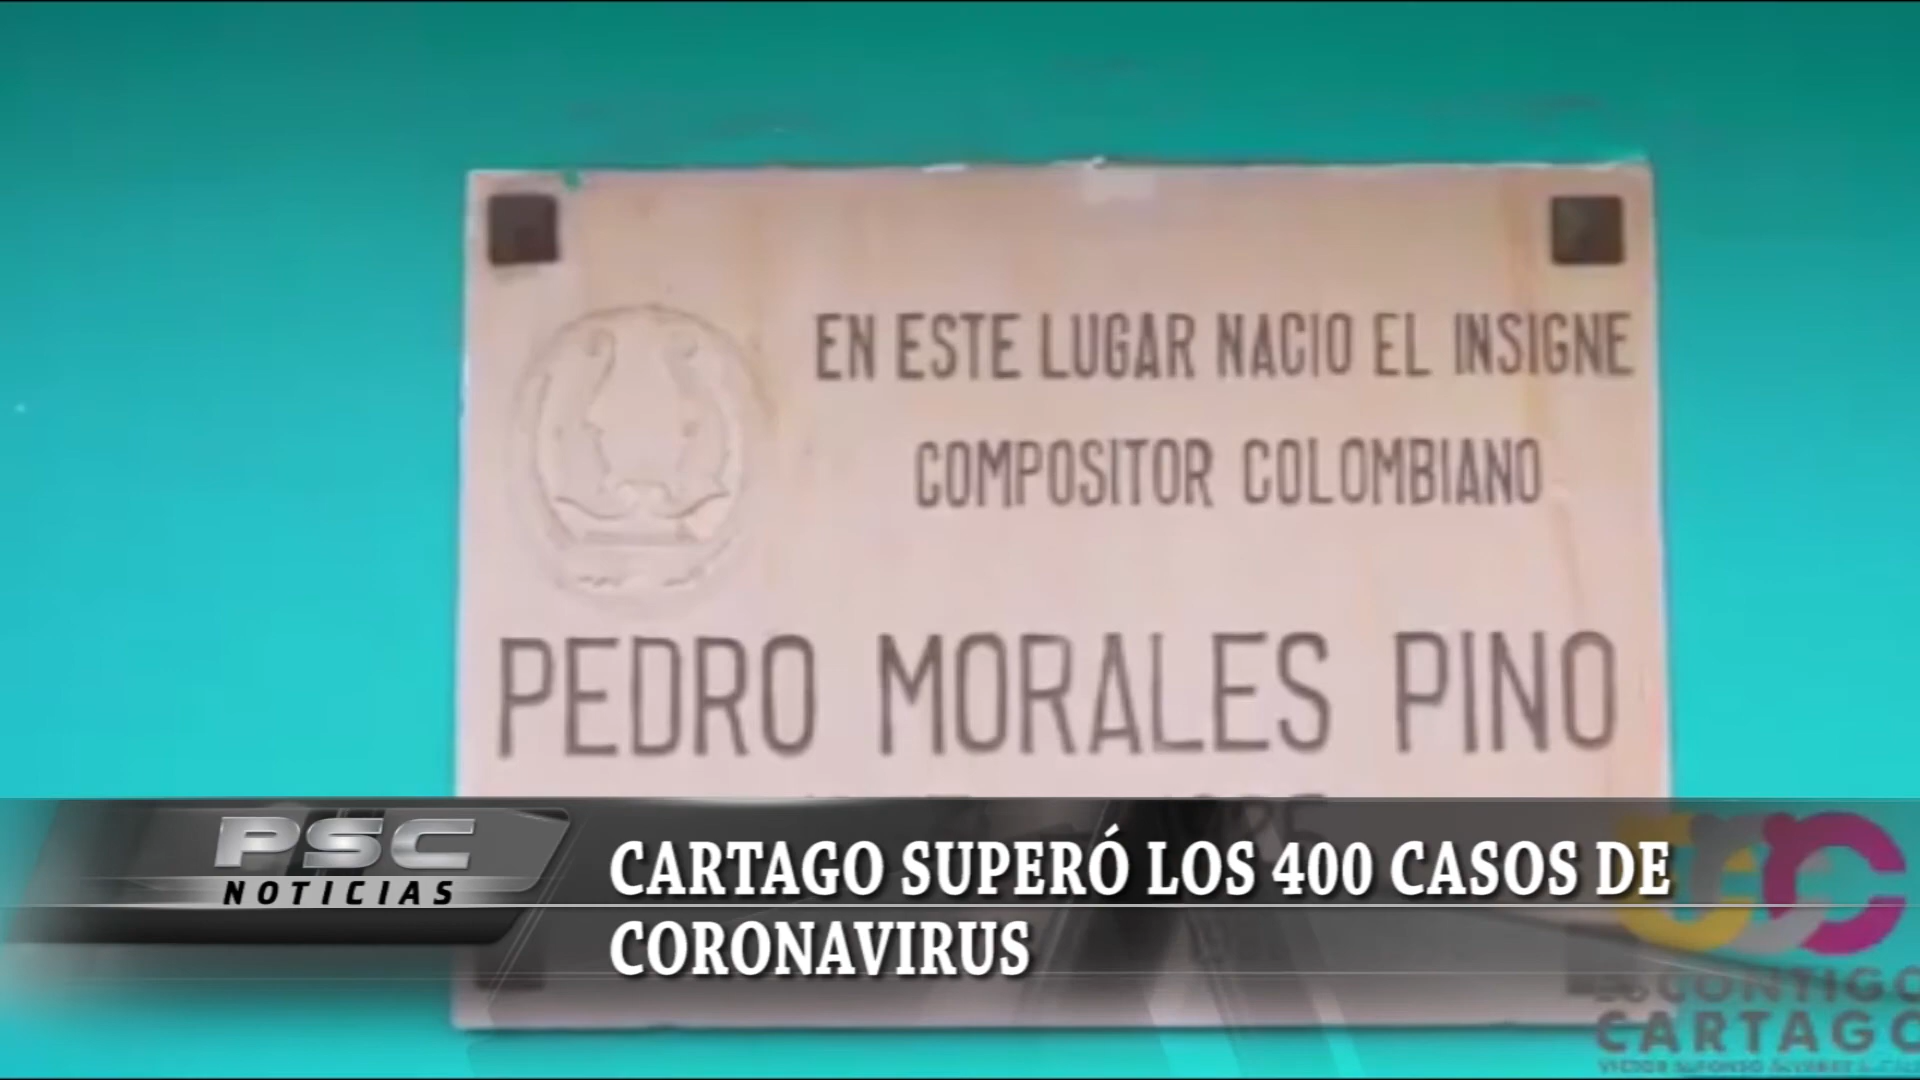 EN ESTE LUGAR NACIO EL INSIGNE
COMPOSITOR COLOMBIANO
PEDRO MORALES PINO
PSC
NOTICIAS
CARTAGO SUPERÓ LOS 400 CASOS DE
CORONAVIRUS
CONTIGO
CARTAGO